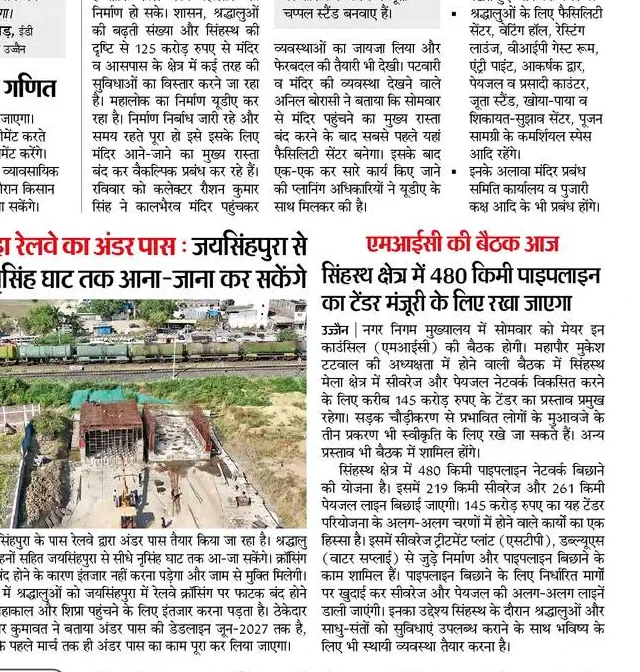 गा।
ड़, ईडी
उज्जैन
गणित
जाएगा।
मेंट करते
मेंट करेंगे।
व्यावसायिक
रान किसान
सकेंगे।
निर्माण हो सके। शासन, श्रद्धालुओं
की बढ़ती संख्या और सिंहस्थ की
दृष्टि से 125 करोड़ रुपए से मंदिर
व आसपास के क्षेत्र में कई तरह की
सुविधाओं का विस्तार करने जा रहा
है। महालोक का निर्माण यूडीए कर
रहा है। निर्माण निर्बाध जारी रहे और
समय रहते पूरा हो इसे इसके लिए
मंदिर आने-जाने का मुख्य रास्ता
बंद कर वैकल्पिक प्रबंध कर रहे हैं।
रविवार को कलेक्टर रौशन कुमार
सिंह ने कालभैरव मंदिर पहुंचकर
चप्पल स्टैंड बनवाए हैं।
व्यवस्थाओं का जायजा लिया और
फेरबदल की तैयारी भी देखी। पटवारी
व मंदिर की व्यवस्था देखने वाले
अनिल बोरासी ने बताया कि सोमवार
से मंदिर पहुंचने का मुख्य रास्ता
बंद करने के बाद सबसे पहले यहां
फैसिलिटी सेंटर बनेगा। इसके बाद
एक-एक कर सारे कार्य किए जाने
की प्लानिंग अधिकारियों ने यूडीए के
साथ मिलकर की है।
▪ श्रद्धालुओं के लिए फैसिलिटी
सेंटर, वेटिंग हॉल, रेस्टिंग
लाउंज, वीआईपी गेस्ट रूम,
एंट्री पाइंट, आकर्षक द्वार,
पेयजल व प्रसादी काउंटर,
जूता स्टैंड, खोया-पाया व
शिकायत-सुझाव सेंटर, पूजन
सामग्री के कमर्शियल स्पेस
आदि रहेंगे।
▪ इनके अलावा मंदिर प्रबंध
समिति कार्यालय व पुजारी
कक्ष आदि के भी प्रबंध होंगे।
रेलवे का अंडर पास : जयसिंहपुरा से
सिंह घाट तक आना-जाना कर सकेंगे
सिंहपुरा के पास रेलवे द्वारा अंडर पास तैयार किया जा रहा है। श्रद्धालु
हनों सहित जयसिंहपुरा से सीधे नृसिंह घाट तक आ-जा सकेंगे। क्रॉसिंग
बंद होने के कारण इंतजार नहीं करना पड़ेगा और जाम से मुक्ति मिलेगी।
में श्रद्धालुओं को जयसिंहपुरा में रेलवे क्रॉसिंग पर फाटक बंद होने
महाकाल और शिप्रा पहुंचने के लिए इंतजार करना पड़ता है। ठेकेदार
कुमावत ने बताया अंडर पास की डेडलाइन जून-2027 तक है,
पहले मार्च तक ही अंडर पास का काम पूरा कर लिया जाएगा।
एमआईसी की बैठक आज
सिंहस्थ क्षेत्र में 480 किमी पाइपलाइन
का टेंडर मंजूरी के लिए रखा जाएगा
उज्जैन | नगर निगम मुख्यालय में सोमवार को मेयर इन
काउंसिल (एमआईसी) की बैठक होगी। महापौर मुकेश
टटवाल की अध्यक्षता में होने वाली बैठक में सिंहस्थ
मेला क्षेत्र में सीवरेज और पेयजल नेटवर्क विकसित करने
के लिए करीब 145 करोड़ रुपए के टेंडर का प्रस्ताव प्रमुख
रहेगा। सड़क चौड़ीकरण से प्रभावित लोगों के मुआवजे के
तीन प्रकरण भी स्वीकृति के लिए रखे जा सकते हैं। अन्य
प्रस्ताव भी बैठक में शामिल होंगे।
सिंहस्थ क्षेत्र में 480 किमी पाइपलाइन नेटवर्क बिछाने
की योजना है। इसमें 219 किमी सीवरेज और 261 किमी
पेयजल लाइन बिछाई जाएगी। 145 करोड़ रुपए का यह टेंडर
परियोजना के अलग-अलग चरणों में होने वाले कार्यों का एक
हिस्सा है। इसमें सीवरेज ट्रीटमेंट प्लांट (एसटीपी), डब्ल्यूएस
(वाटर सप्लाई) से जुड़े निर्माण और पाइपलाइन बिछाने के
काम शामिल हैं। पाइपलाइन बिछाने के लिए निर्धारित मार्गों
पर खुदाई कर सीवरेज और पेयजल की अलग-अलग लाइनें
डाली जाएंगी। इनका उद्देश्य सिंहस्थ के दौरान श्रद्धालुओं और
साधु-संतों को सुविधाएं उपलब्ध कराने के साथ भविष्य के
लिए भी स्थायी व्यवस्था तैयार करना है।